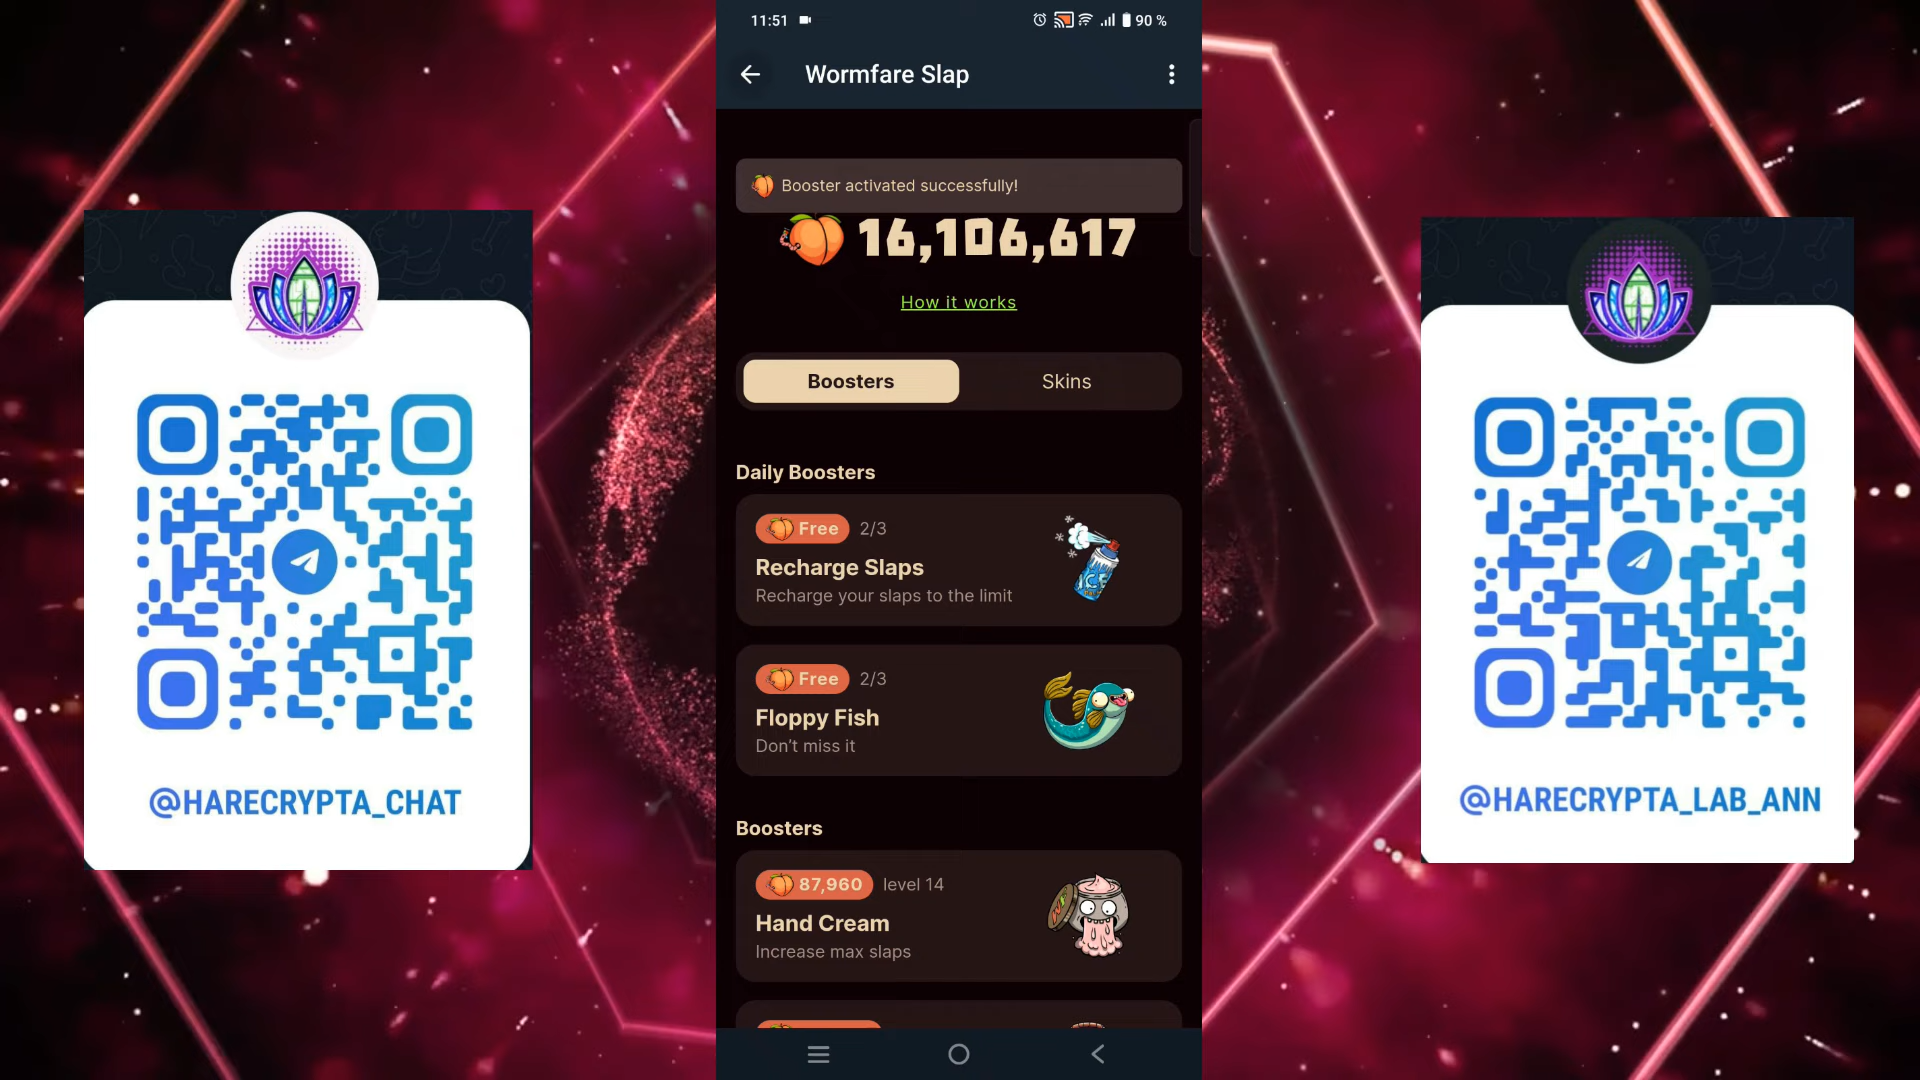 11:51
90 %
Wormfare Slap
Booster activated successfully!
16,106,617
How it works
Boosters
Skins
Daily Boosters
Free 2/3
Recharge Slaps
Recharge your slaps to the limit
Free 2/3
Floppy Fish
Don't miss it
Boosters
87,960 level 14
Hand Cream
Increase max slaps
@HARECRYPTA_CHAT
@HARECRYPTA_LAB_ANN